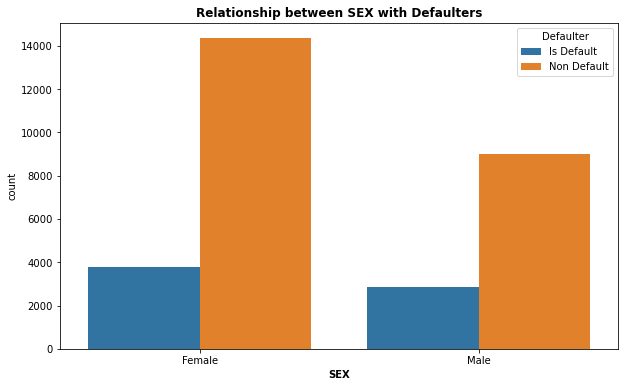 Relationship between SEX with Defaulters
Defaulter
Is Default
Non Default
14000
12000
10000
8000
6000
4000
2000
0
count
Female
Male
SEX